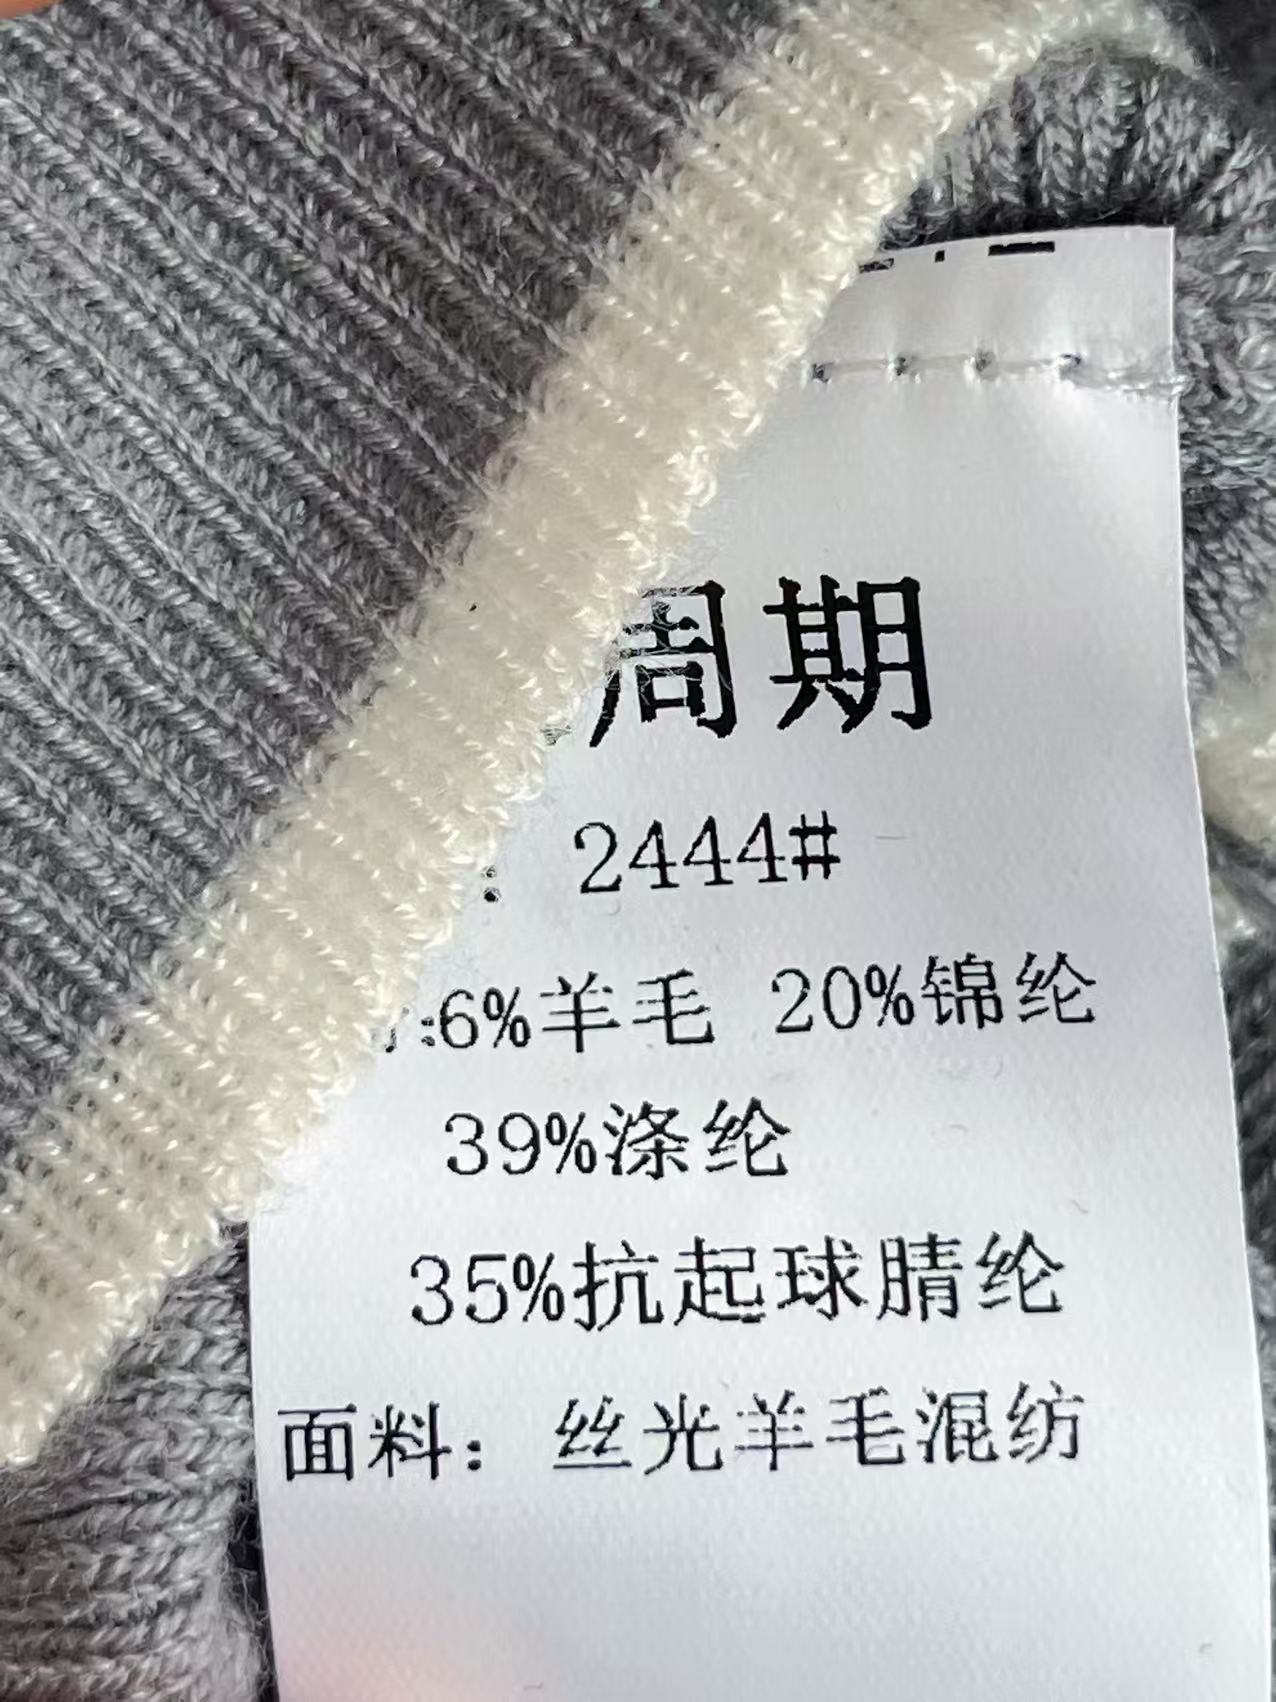 周期
: 2444#
:6%羊毛 20%锦纶
39%涤纶
35%抗起球腈纶
面料：丝光羊毛混纺